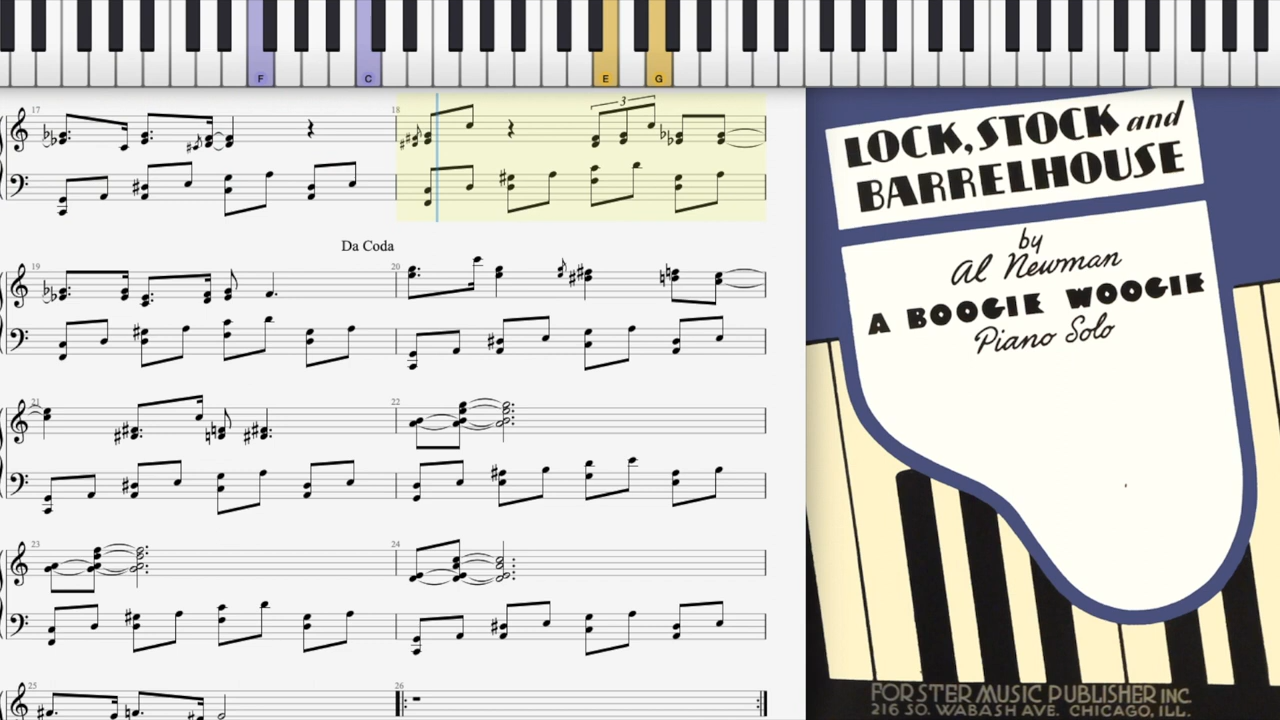 F
C
E
G
17
18
3
Da Coda
19
20
21
22
23
24
25
26
LOCK, STOCK and
BARRELHOUSE
by
Al Newman
A BOOGIE WOOGIE
Piano Solo
FORSTER MUSIC PUBLISHER INC
216 SO. WABASH AVE. CHICAGO, ILL.